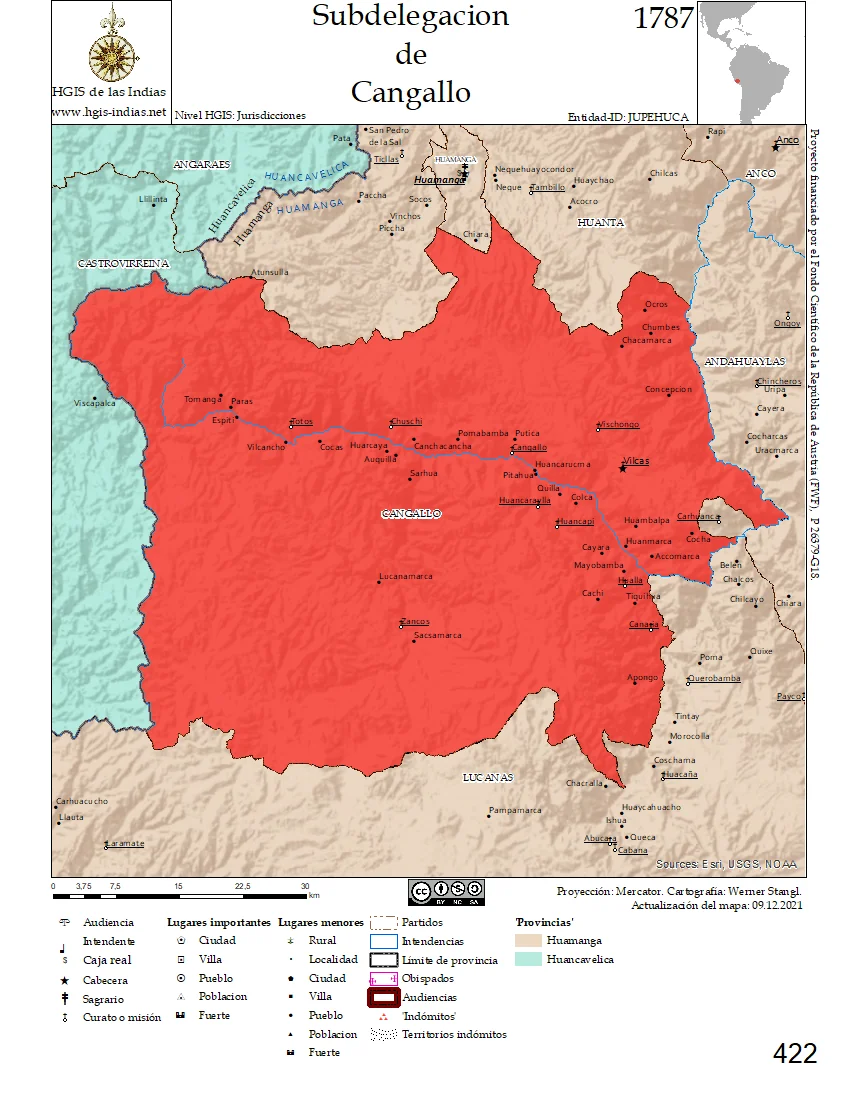 Subdelegacion
de
Cangallo
1787
HGIS de las Indias
www.hgis-indias.net
Nivel HGIS: Jurisdicciones
Entidad-ID: JUPEHUCA
Pata
San Pedro
de la Sal
Ticllas
HUAMANGA
Huamanga
Nequehuayocondor
Neque
Tambillo
Huaychao
Acocro
Chilcas
Rapi
Anco
ANCO
ANGARAES
HUANCAVELICA
Huancavelica
Huamanga
HUAMANGA
Llillinta
Paccha
Socos
Vinchos
Piccha
Chiara
HUANTA
CASTROVIRREINA
Atunsulla
Ocros
Chumbes
Chacamarca
Ongoy
ANDAHUAYLAS
Concepcion
Chincheros
Uripa
Cayera
Viscapalca
Tomanga
Paras
Espiti
Totos
Chuschi
Vischongo
Cocharcas
Uracmarca
Vilcancho
Cocas
Huarcaya
Auquilla
Canchacancha
Pomabamba
Putica
Cangallo
Vilcas
Sarhua
Huancarucma
Pitahua
Quilla
Colca
Huancaraylla
CANGALLO
Huancapi
Huambalpa
Carhuanca
Cocha
Huanmarca
Cayara
Accomarca
Mayobamba
Belen
Chalcos
Lucanamarca
Hualla
Cachi
Tiquihua
Chilcayo
Chiara
Zancos
Sacsamarca
Canaria
Poma
Quixe
Apongo
Querobamba
Payco
Tintay
Morocolla
LUCANAS
Coschama
Huacaña
Chacralla
Carhuacucho
Llauta
Laramate
Pampamarca
Huaycahuacho
Ishua
Abucara
Queca
Cabana
Sources: Esri, USGS, NOAA
Proyecto financiado por el Fondo Científico de la Republica de Austria (FWF), P 26379-G18.
0 3,75 7,5 15 22,5 30
km
CC BY NC SA
Proyección: Mercator. Cartografía: Werner Stangl.
Actualización del mapa: 09.12.2021
Audiencia
Intendente
S Caja real
Cabecera
Sagrario
Curato o misión
Lugares importantes
Ciudad
Villa
Pueblo
Poblacion
Fuerte
Lugares menores
Rural
Localidad
Ciudad
Villa
Pueblo
Poblacion
Fuerte
Partidos
Intendencias
Límite de provincia
Obispados
Audiencias
'Indómitos'
Territorios indómitos
'Provincias'
Huamanga
Huancavelica
422